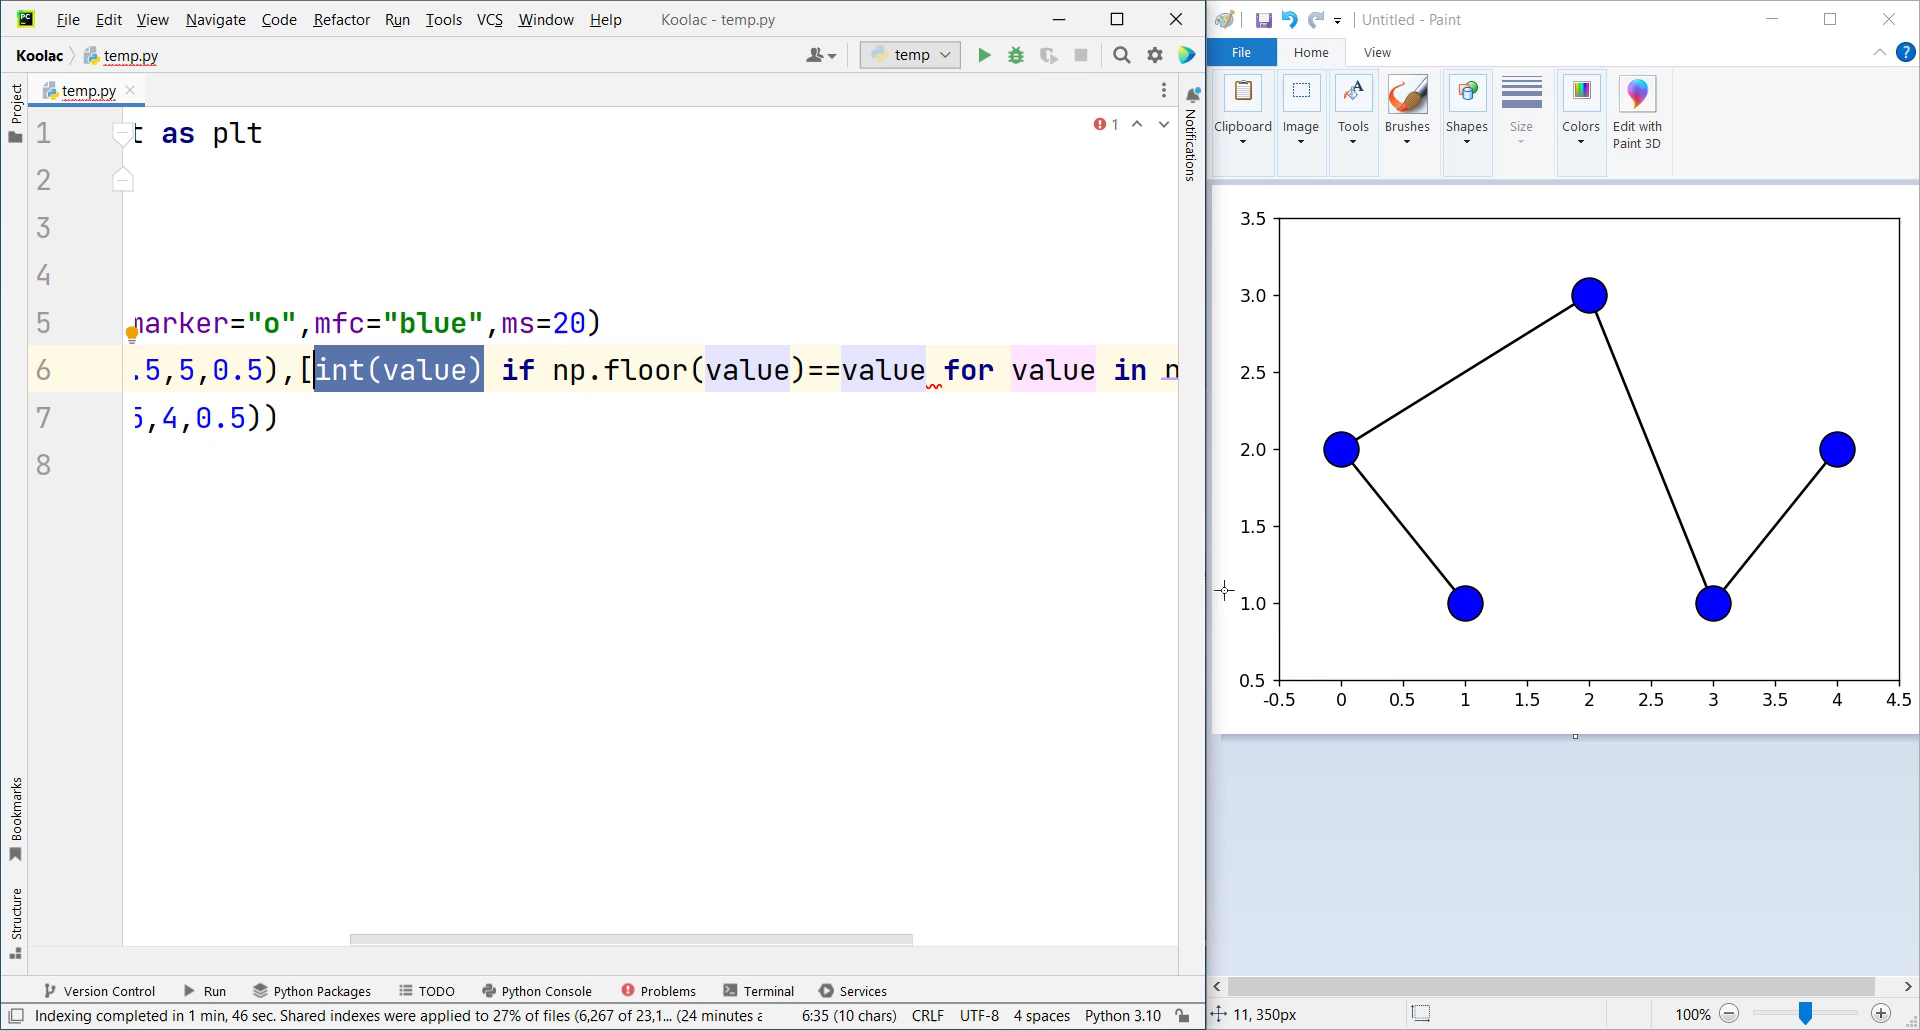 File Edit View Navigate Code Refactor Run Tools VCS Window Help Koolac - temp.py
Koolac temp.py temp
temp.py
Project
Notifications
1
1 t as plt
2
3
4
5 marker="o",mfc="blue",ms=20)
6 .5,5,0.5),[int(value) if np.floor(value)==value for value in n
7 5,4,0.5))
8
Bookmarks
Structure
Version Control Run Python Packages TODO Python Console Problems Terminal Services
Indexing completed in 1 min, 46 sec. Shared indexes were applied to 27% of files (6,267 of 23,1... (24 minutes a 6:35 (10 chars) CRLF UTF-8 4 spaces Python 3.10
Untitled - Paint
File Home View
Clipboard Image Tools Brushes Shapes Size Colors Edit with
Paint 3D
3.5
3.0
2.5
2.0
1.5
1.0
0.5
-0.5 0 0.5 1 1.5 2 2.5 3 3.5 4 4.5
11, 350px 100%